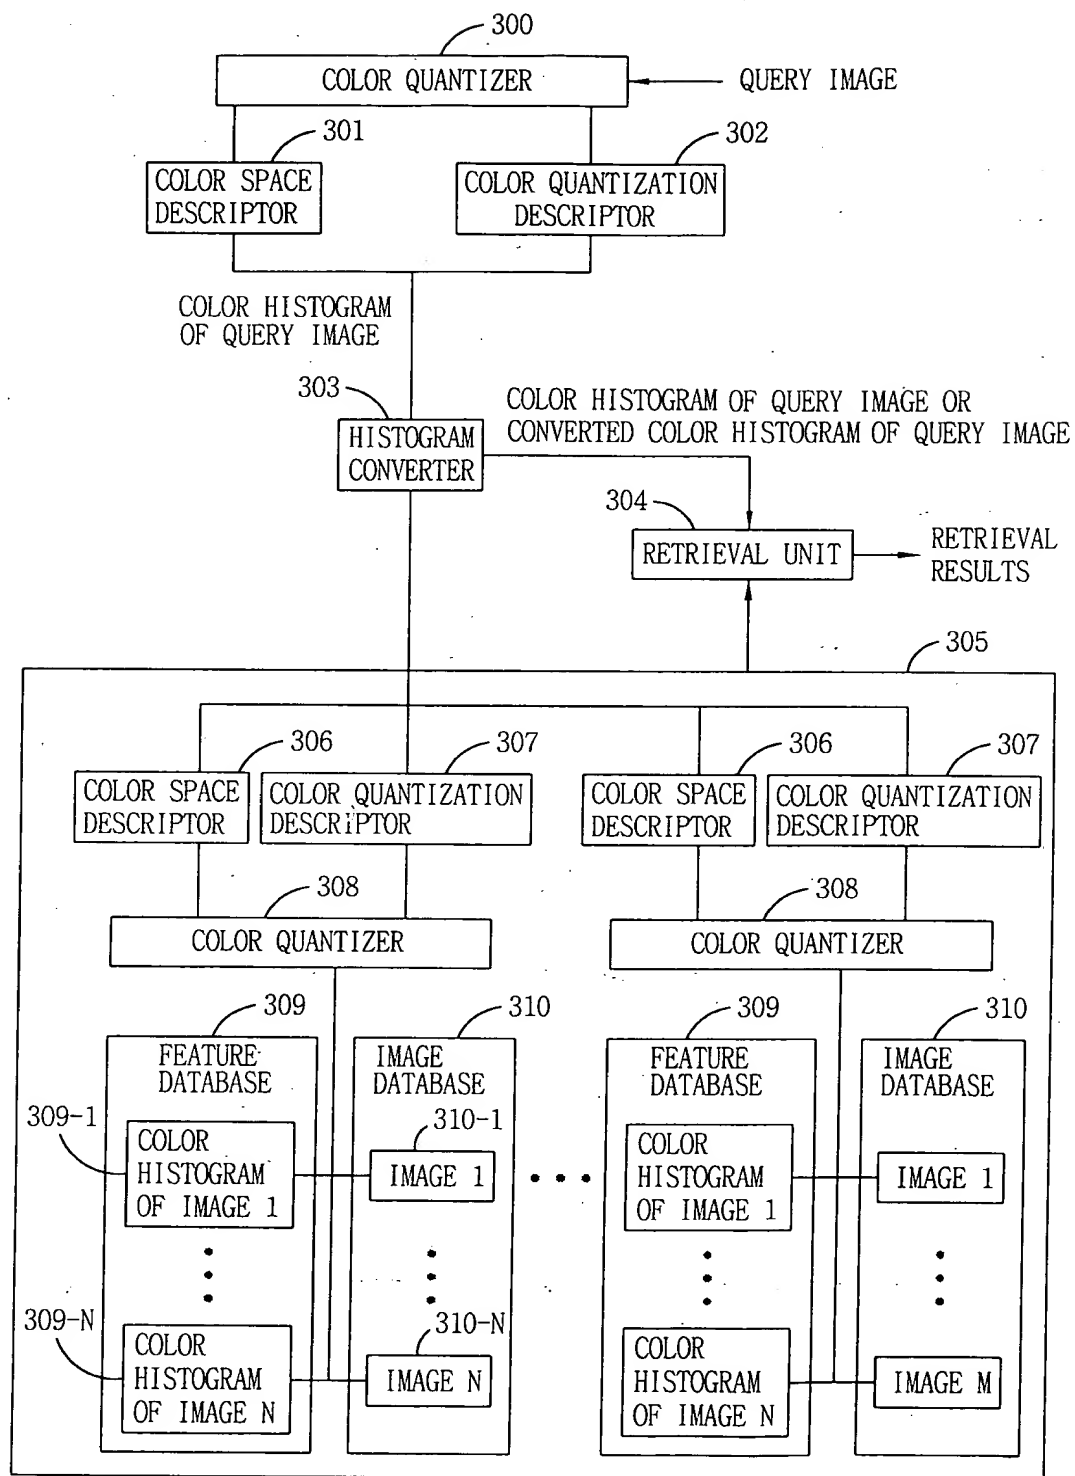 300
COLOR QUANTIZER
QUERY IMAGE
301
302
COLOR SPACE
DESCRIPTOR
COLOR QUANTIZATION
DESCRIPTOR
COLOR HISTOGRAM
OF QUERY IMAGE
303
COLOR HISTOGRAM OF QUERY IMAGE OR
CONVERTED COLOR HISTOGRAM OF QUERY IMAGE
HISTOGRAM
CONVERTER
304
RETRIEVAL UNIT
RETRIEVAL
RESULTS
305
306
307
306
307
COLOR SPACE
DESCRIPTOR
COLOR QUANTIZATION
DESCRIPTOR
COLOR SPACE
DESCRIPTOR
COLOR QUANTIZATION
DESCRIPTOR
308
308
COLOR QUANTIZER
COLOR QUANTIZER
309
310
309
310
FEATURE
DATABASE
IMAGE
DATABASE
FEATURE
DATABASE
IMAGE
DATABASE
309-1
310-1
COLOR
HISTOGRAM
OF IMAGE 1
IMAGE 1
COLOR
HISTOGRAM
OF IMAGE 1
IMAGE 1
309-N
310-N
COLOR
HISTOGRAM
OF IMAGE N
IMAGE N
COLOR
HISTOGRAM
OF IMAGE N
IMAGE M